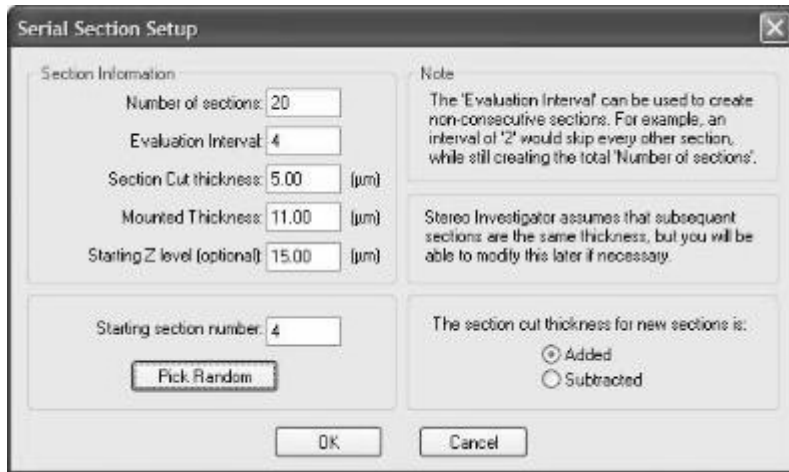 Serial Section Setup
Section Information
Number of sections: 20
Evaluation Interval: 4
Section Cut thickness: 5.00 (µm)
Mounted Thickness: 11.00 (µm)
Starting Z level (optional): 15.00 (µm)
Starting section number: 4
Pick Random
Note
The 'Evaluation Interval' can be used to create
non-consecutive sections. For example, an
interval of '2' would skip every other section,
while still creating the total 'Number of sections'.
Stereo Investigator assumes that subsequent
sections are the same thickness, but you will be
able to modify this later if necessary.
The section cut thickness for new sections is:
Added
Subtracted
OK
Cancel